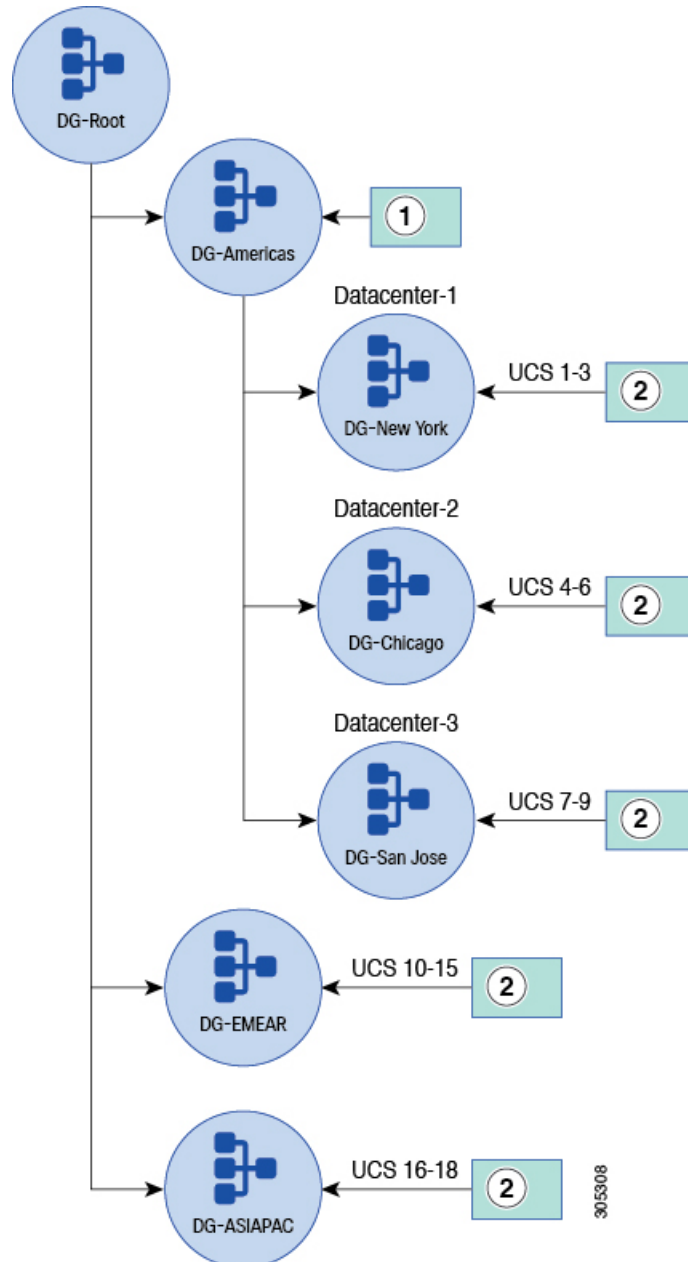 DG-Root
DG-Americas
1
Datacenter-1
DG-New York
UCS 1-3
2
Datacenter-2
DG-Chicago
UCS 4-6
2
Datacenter-3
DG-San Jose
UCS 7-9
2
DG-EMEAR
UCS 10-15
2
DG-ASIAPAC
UCS 16-18
2
305308